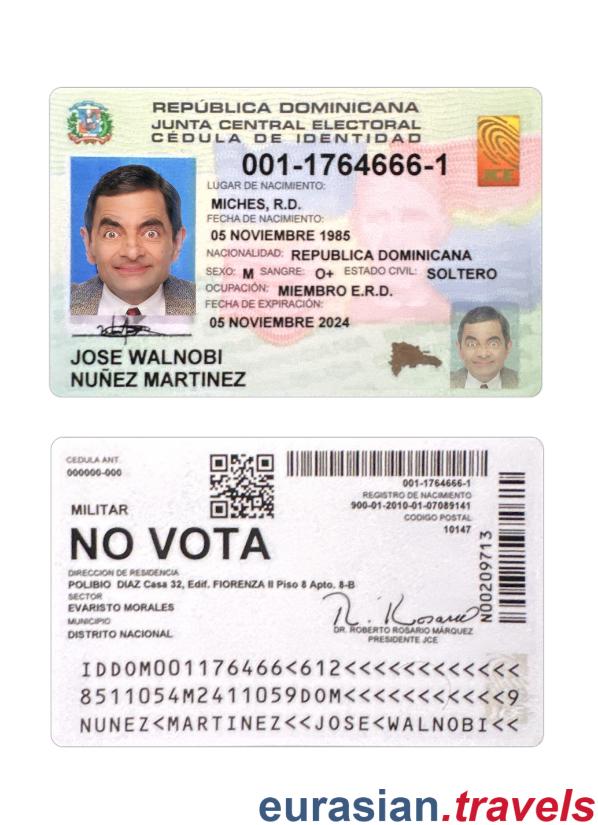 REPÚBLICA DOMINICANA
JUNTA CENTRAL ELECTORAL
CÉDULA DE IDENTIDAD
001-1764666-1
LUGAR DE NACIMIENTO:
MICHES, R.D.
FECHA DE NACIMIENTO:
05 NOVIEMBRE 1985
NACIONALIDAD: REPUBLICA DOMINICANA
SEXO: M SANGRE: O+ ESTADO CIVIL: SOLTERO
OCUPACIÓN: MIEMBRO E.R.D.
FECHA DE EXPIRACIÓN:
05 NOVIEMBRE 2024
JCE
JOSE WALNOBI
NUÑEZ MARTINEZ
CEDULA ANT.
000000-000
MILITAR
NO VOTA
001-1764666-1
REGISTRO DE NACIMIENTO
900-01-2010-01-07089141
CODIGO POSTAL
10147
N00209713
DIRECCION DE RESIDENCIA
POLIBIO DIAZ Casa 32, Edif. FIORENZA II Piso 8 Apto. 8-B
SECTOR
EVARISTO MORALES
MUNICIPIO
DISTRITO NACIONAL
R. Rosario
DR. ROBERTO ROSARIO MÁRQUEZ
PRESIDENTE JCE
IDDOM001176466<612<<<<<<<<<<<<
8511054M2411059DOM<<<<<<<<<<<9
NUNEZ<MARTINEZ<<JOSE<WALNOBI<<
eurasian.travels